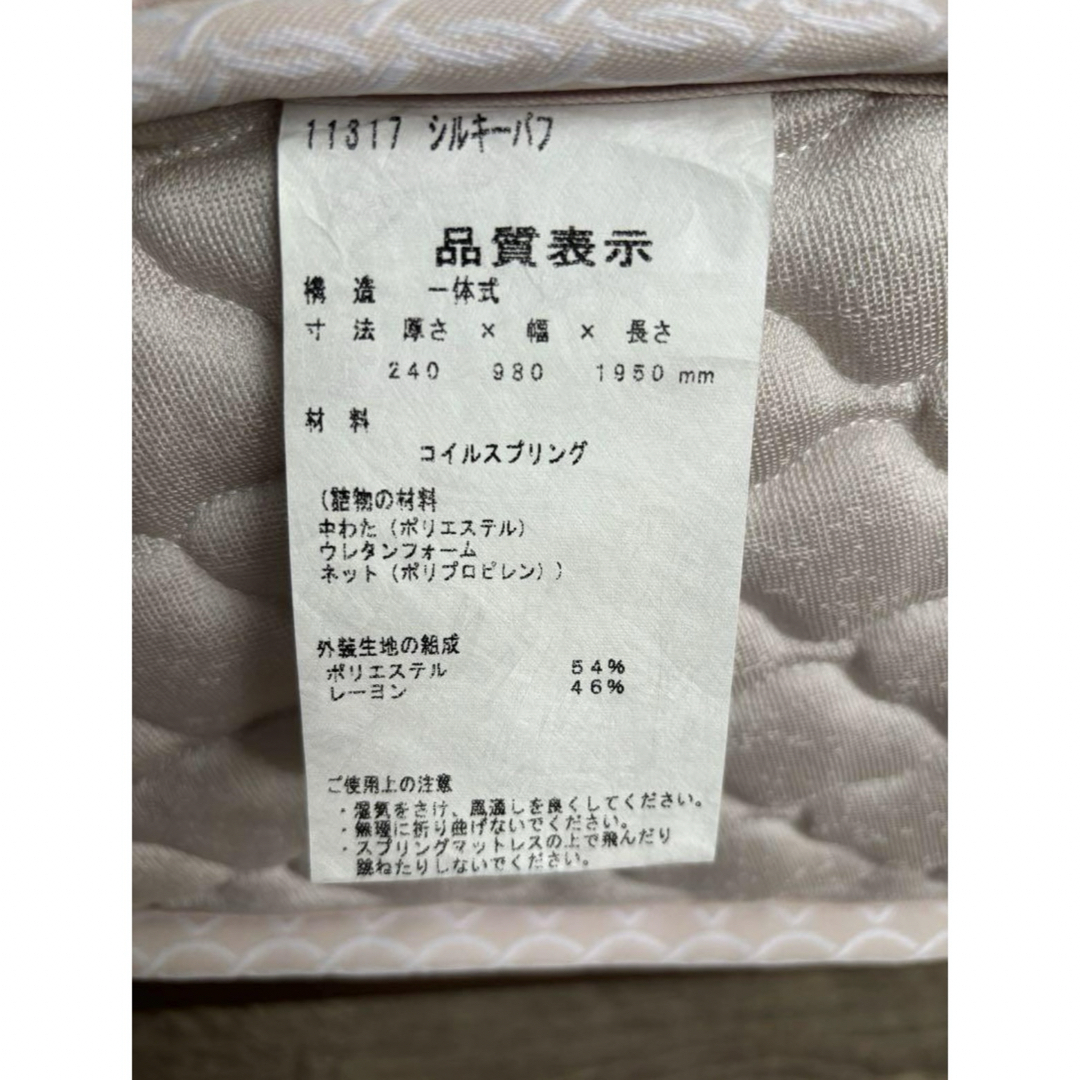 11317 シルキーパフ
品質表示
構 造 一体式
寸 法 厚さ × 幅 × 長さ
240 980 1950 mm
材 料
コイルスプリング
(詰物の材料
中わた(ポリエステル)
ウレタンフォーム
ネット(ポリプロピレン))
外装生地の組成
ポリエステル 54%
レーヨン 46%
ご使用上の注意
・湿気をさけ、風通しを良くしてください。
・無理に折り曲げないでください。
・スプリングマットレスの上で飛んだり
跳ねたりしないでください。